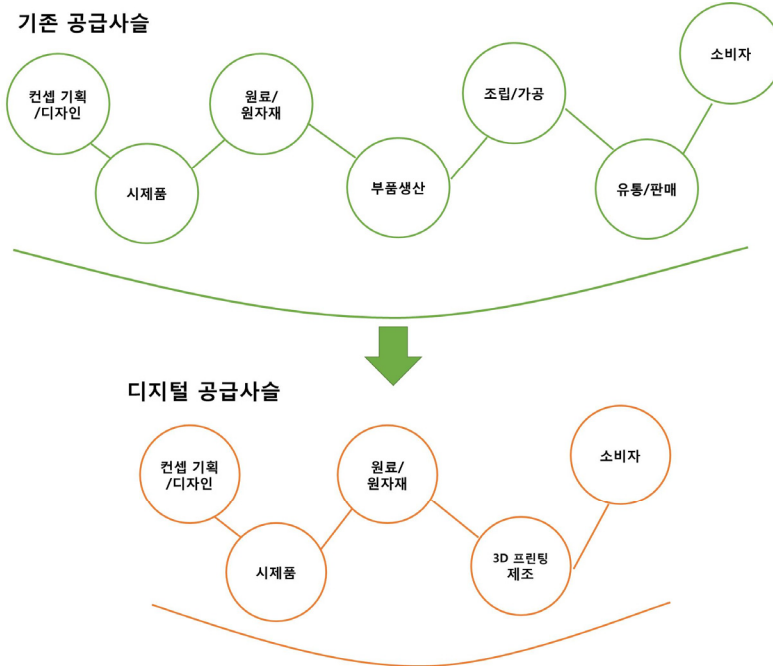 기존 공급사슬
컨셉 기획
/디자인
시제품
원료/
원자재
부품생산
조립/가공
유통/판매
소비자
디지털 공급사슬
컨셉 기획
/디자인
시제품
원료/
원자재
3D 프린팅
제조
소비자